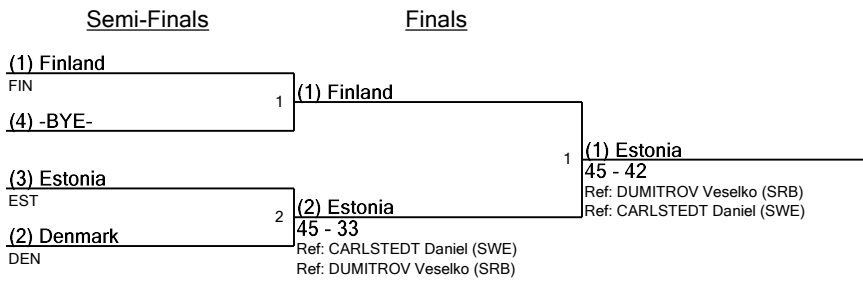 Semi-Finals
Finals
(1) Finland
FIN
(4) -BYE-
1
(1) Finland
(3) Estonia
EST
(2) Denmark
DEN
2
(2) Estonia
45 - 33
Ref: CARLSTEDT Daniel (SWE)
Ref: DUMITROV Veselko (SRB)
1
(1) Estonia
45 - 42
Ref: DUMITROV Veselko (SRB)
Ref: CARLSTEDT Daniel (SWE)